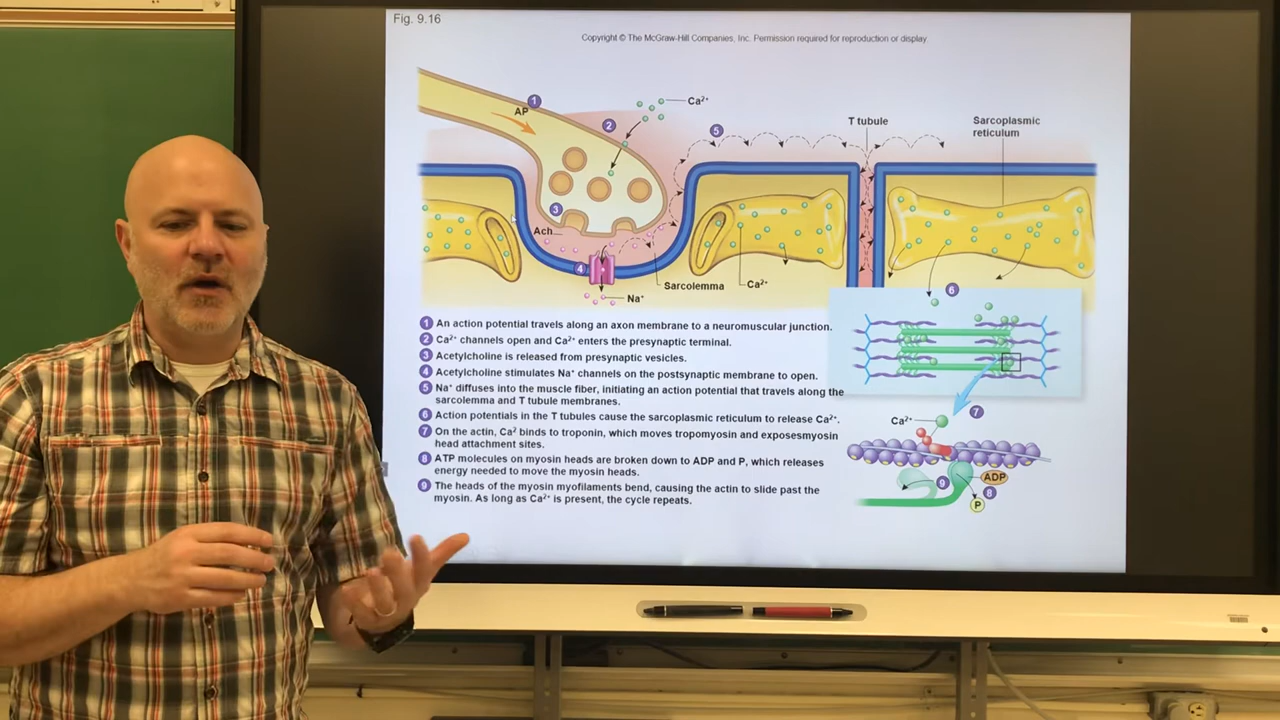 Fig. 9.16
Copyright © The McGraw-Hill Companies, Inc. Permission required for reproduction or display.
1
AP
2
Ca²⁺
5
T tubule
Sarcoplasmic
reticulum
3
Ach
4
Na⁺
Sarcolemma
Ca²⁺
6
1 An action potential travels along an axon membrane to a neuromuscular junction.
2 Ca²⁺ channels open and Ca²⁺ enters the presynaptic terminal.
3 Acetylcholine is released from presynaptic vesicles.
4 Acetylcholine stimulates Na⁺ channels on the postsynaptic membrane to open.
5 Na⁺ diffuses into the muscle fiber, initiating an action potential that travels along the
sarcolemma and T tubule membranes.
6 Action potentials in the T tubules cause the sarcoplasmic reticulum to release Ca²⁺.
7 On the actin, Ca² binds to troponin, which moves tropomyosin and exposesmyosin
head attachment sites.
8 ATP molecules on myosin heads are broken down to ADP and P, which releases
energy needed to move the myosin heads.
9 The heads of the myosin myofilaments bend, causing the actin to slide past the
myosin. As long as Ca²⁺ is present, the cycle repeats.
Ca²⁺
7
ADP
9
8
P